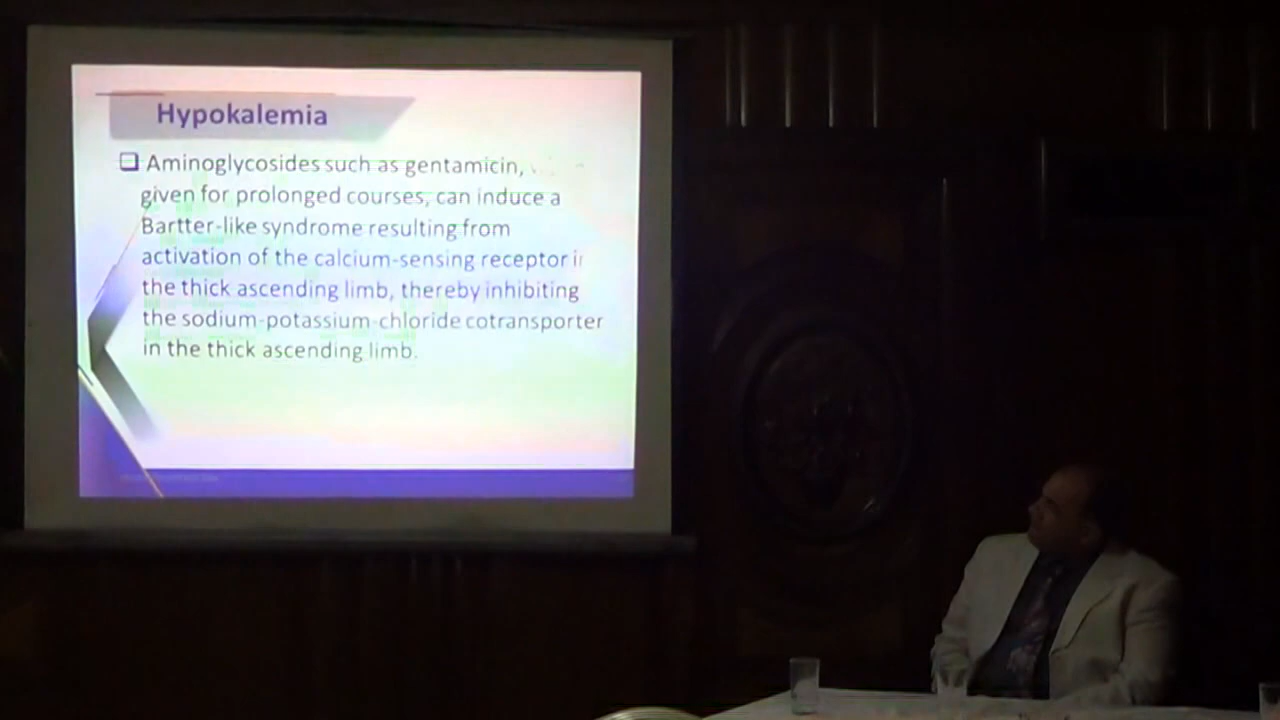 Hypokalemia
❑ Aminoglycosides such as gentamicin,
given for prolonged courses, can induce a
Bartter-like syndrome resulting from
activation of the calcium-sensing receptor in
the thick ascending limb, thereby inhibiting
the sodium-potassium-chloride cotransporter
in the thick ascending limb.